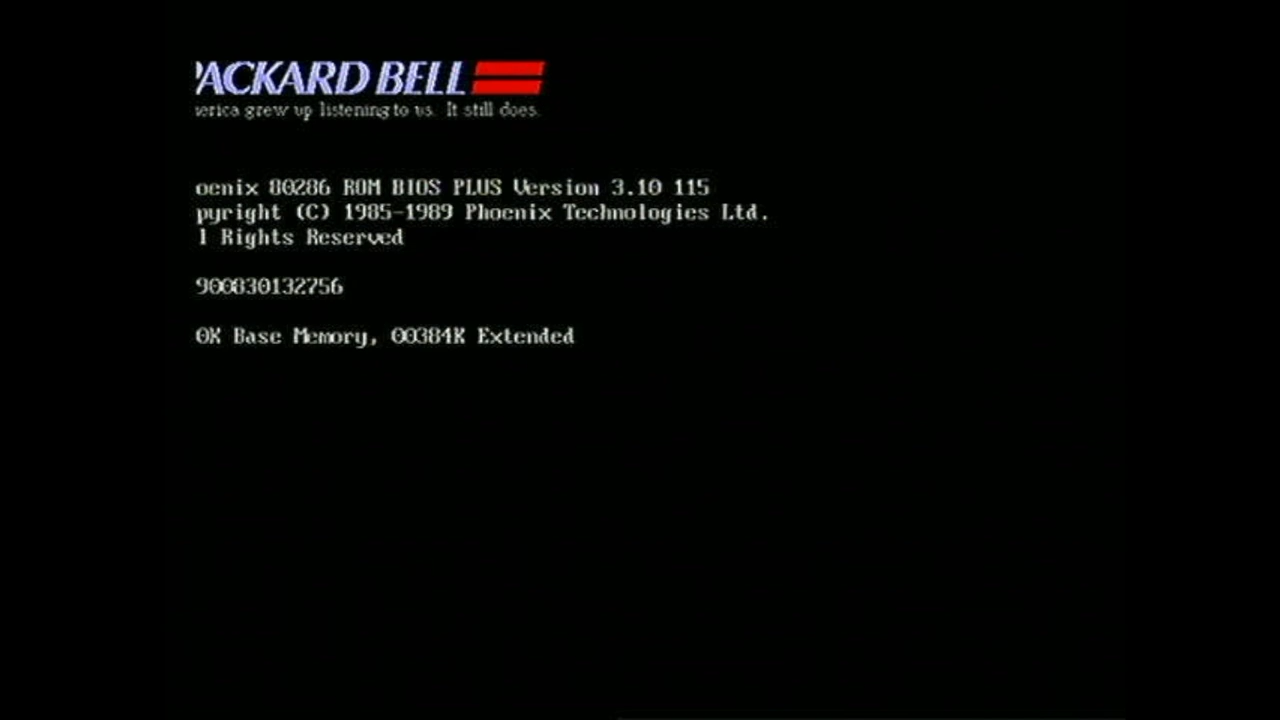 PACKARD BELL
erica grew up listening to us. It still does.
oenix 80286 ROM BIOS PLUS Version 3.10 115
pyright (C) 1985-1989 Phoenix Technologies Ltd.
l Rights Reserved
900830132756
0K Base Memory, 00384K Extended